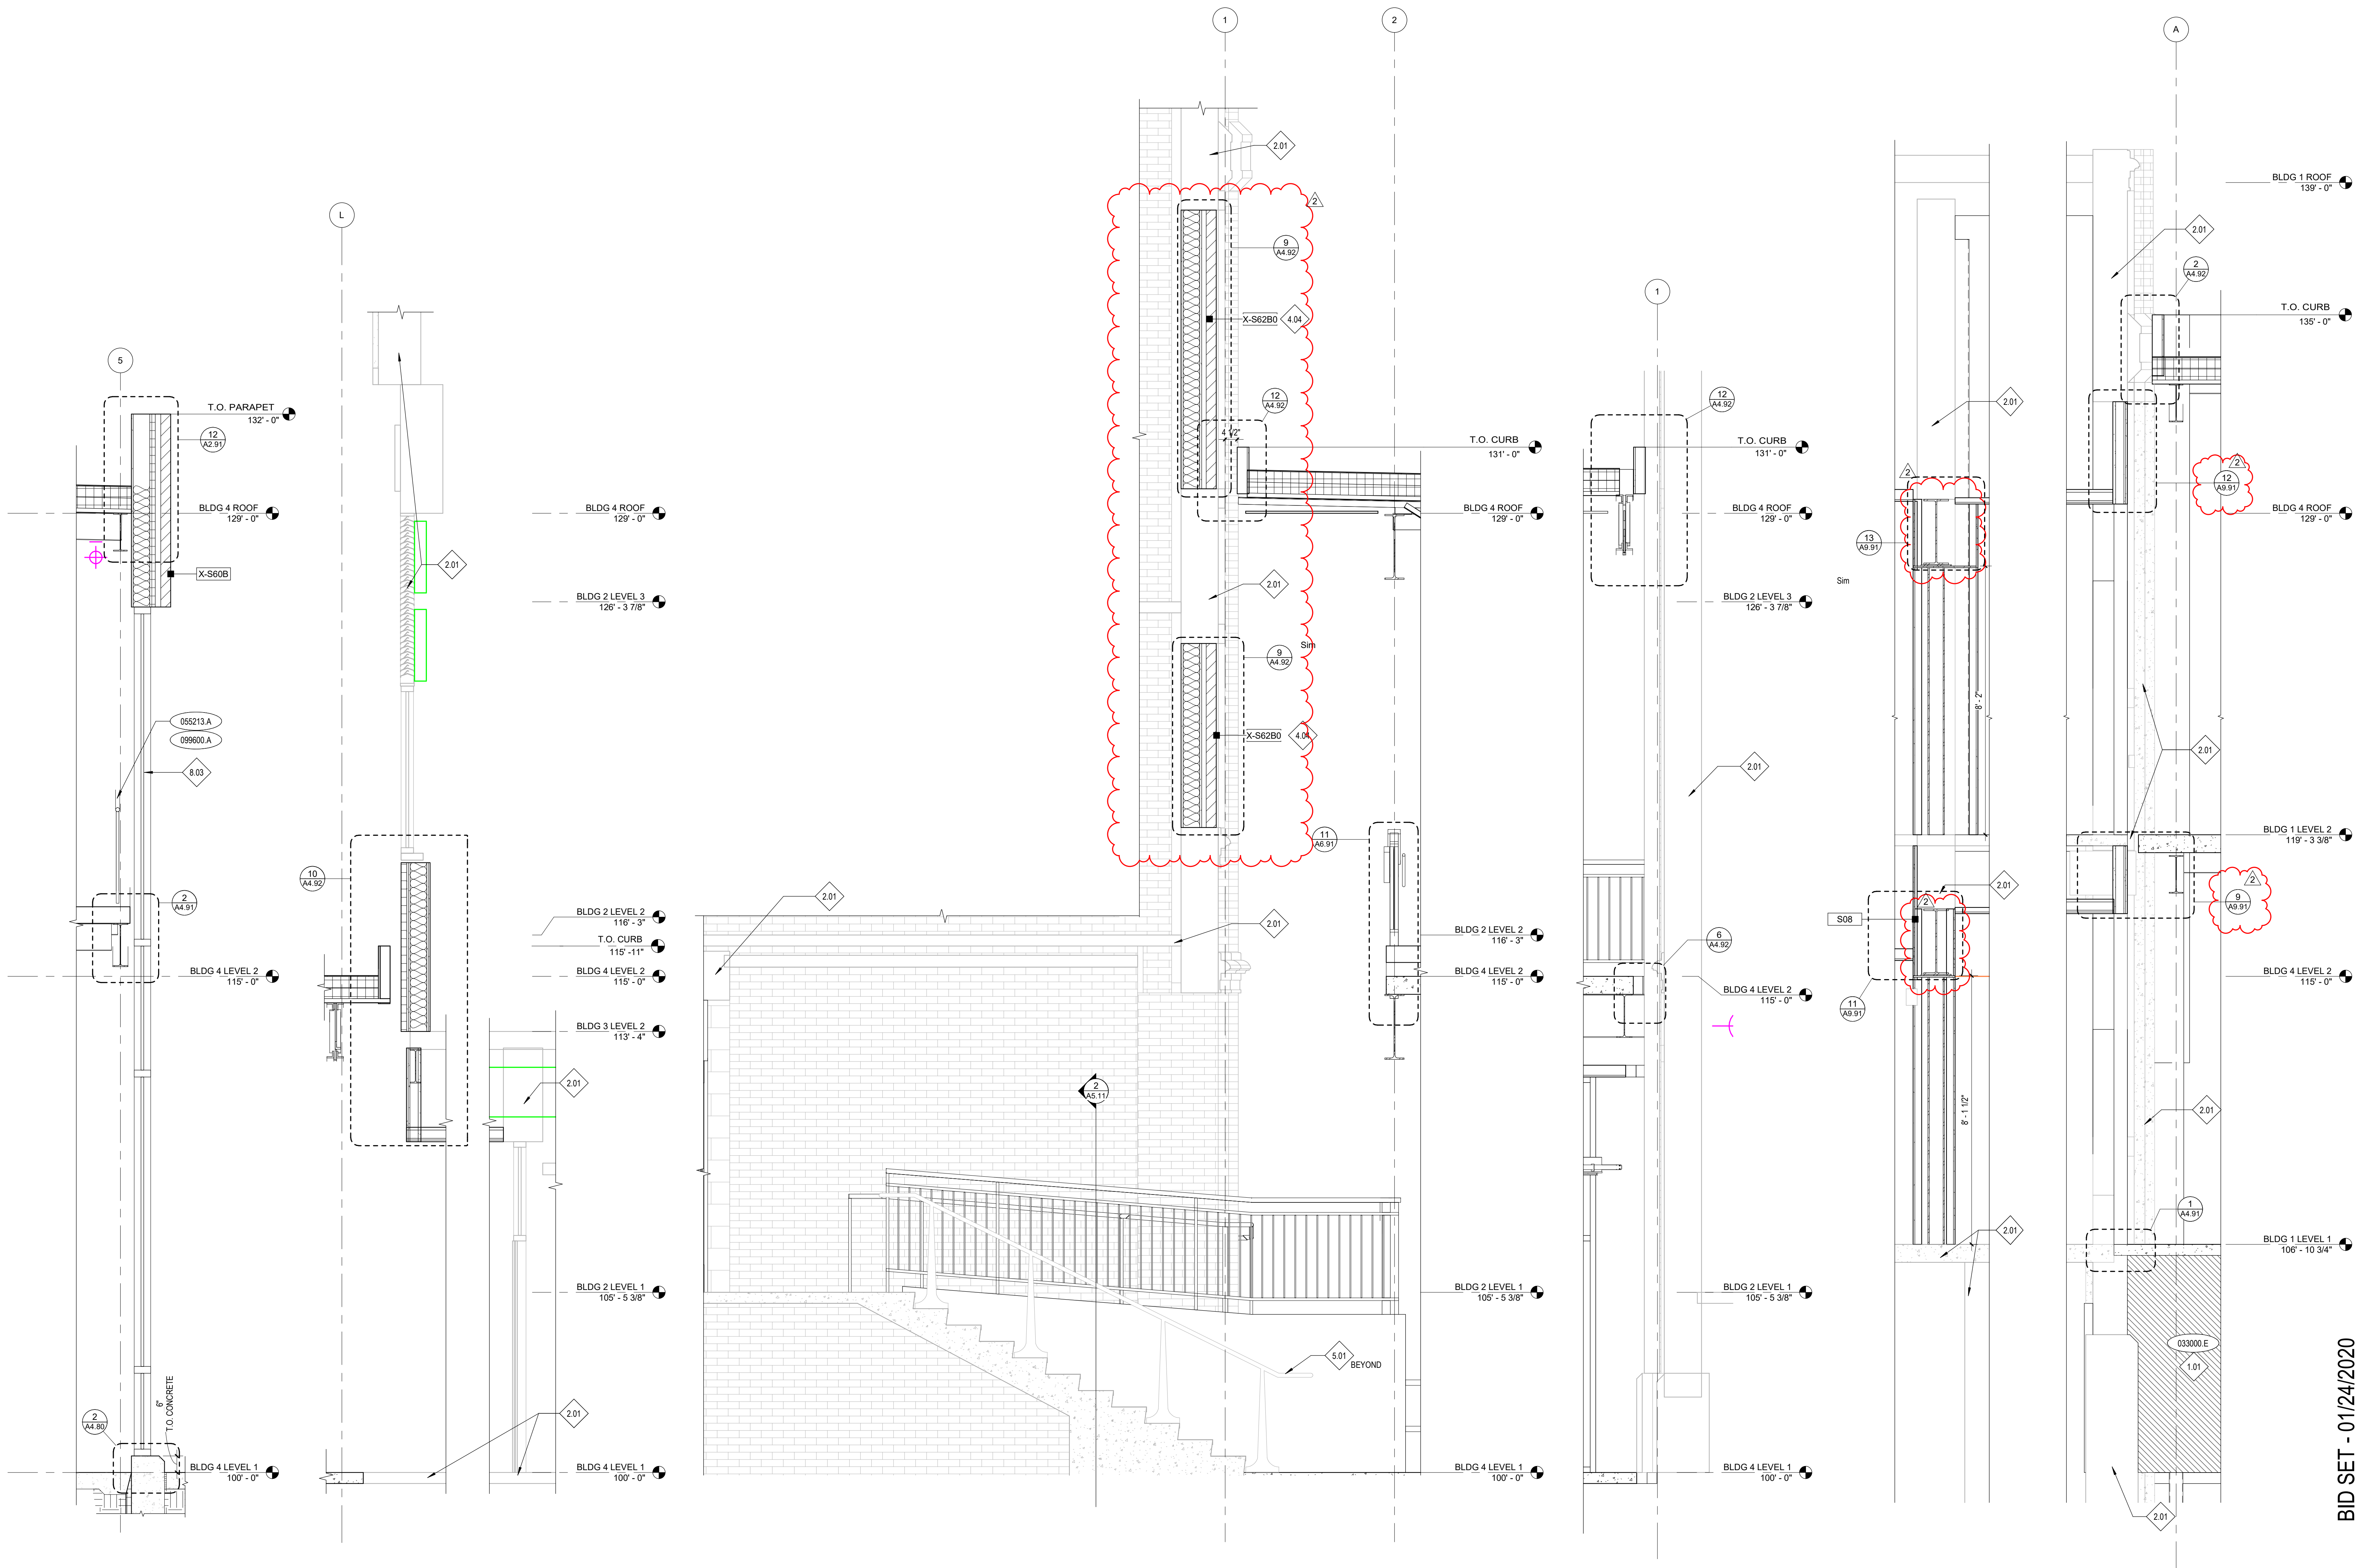 5
T.O. PARAPET
132' - 0"
12
A2.91
BLDG 4 ROOF
129' - 0"
X-S60B
055213.A
099600.A
8.03
2
A4.91
BLDG 4 LEVEL 2
115' - 0"
6"
T.O. CONCRETE
2
A4.80
BLDG 4 LEVEL 1
100' - 0"
L
BLDG 4 ROOF
129' - 0"
2.01
BLDG 2 LEVEL 3
126' - 3 7/8"
10
A4.92
BLDG 2 LEVEL 2
116' - 3"
T.O. CURB
115' -11"
BLDG 4 LEVEL 2
115' - 0"
BLDG 3 LEVEL 2
113' - 4"
2.01
BLDG 2 LEVEL 1
105' - 5 3/8"
2.01
BLDG 4 LEVEL 1
100' - 0"
1
2
2.01
2
9
A4.92
X-S62B0
4.04
12
A4.92
4 1/2"
T.O. CURB
131' - 0"
BLDG 4 ROOF
129' - 0"
2.01
Sim
9
A4.92
X-S62B0
4.04
11
A6.91
2.01
2.01
BLDG 2 LEVEL 2
116' - 3"
BLDG 4 LEVEL 2
115' - 0"
2
A5.11
BLDG 2 LEVEL 1
105' - 5 3/8"
5.01
BEYOND
BLDG 4 LEVEL 1
100' - 0"
1
12
A4.92
T.O. CURB
131' - 0"
BLDG 4 ROOF
129' - 0"
BLDG 2 LEVEL 3
126' - 3 7/8"
2.01
6
A4.92
BLDG 4 LEVEL 2
115' - 0"
BLDG 2 LEVEL 1
105' - 5 3/8"
BLDG 4 LEVEL 1
100' - 0"
2.01
2
13
A9.91
Sim
8' - 2"
2.01
2
S08
11
A9.91
8' - 1 1/2"
2.01
A
BLDG 1 ROOF
139' - 0"
2.01
2
A4.92
T.O. CURB
135' - 0"
2
12
A9.91
BLDG 4 ROOF
129' - 0"
2.01
BLDG 1 LEVEL 2
119' - 3 3/8"
2
9
A9.91
BLDG 4 LEVEL 2
115' - 0"
2.01
1
A4.91
BLDG 1 LEVEL 1
106' - 10 3/4"
033000.E
1.01
2.01
BID SET - 01/24/2020